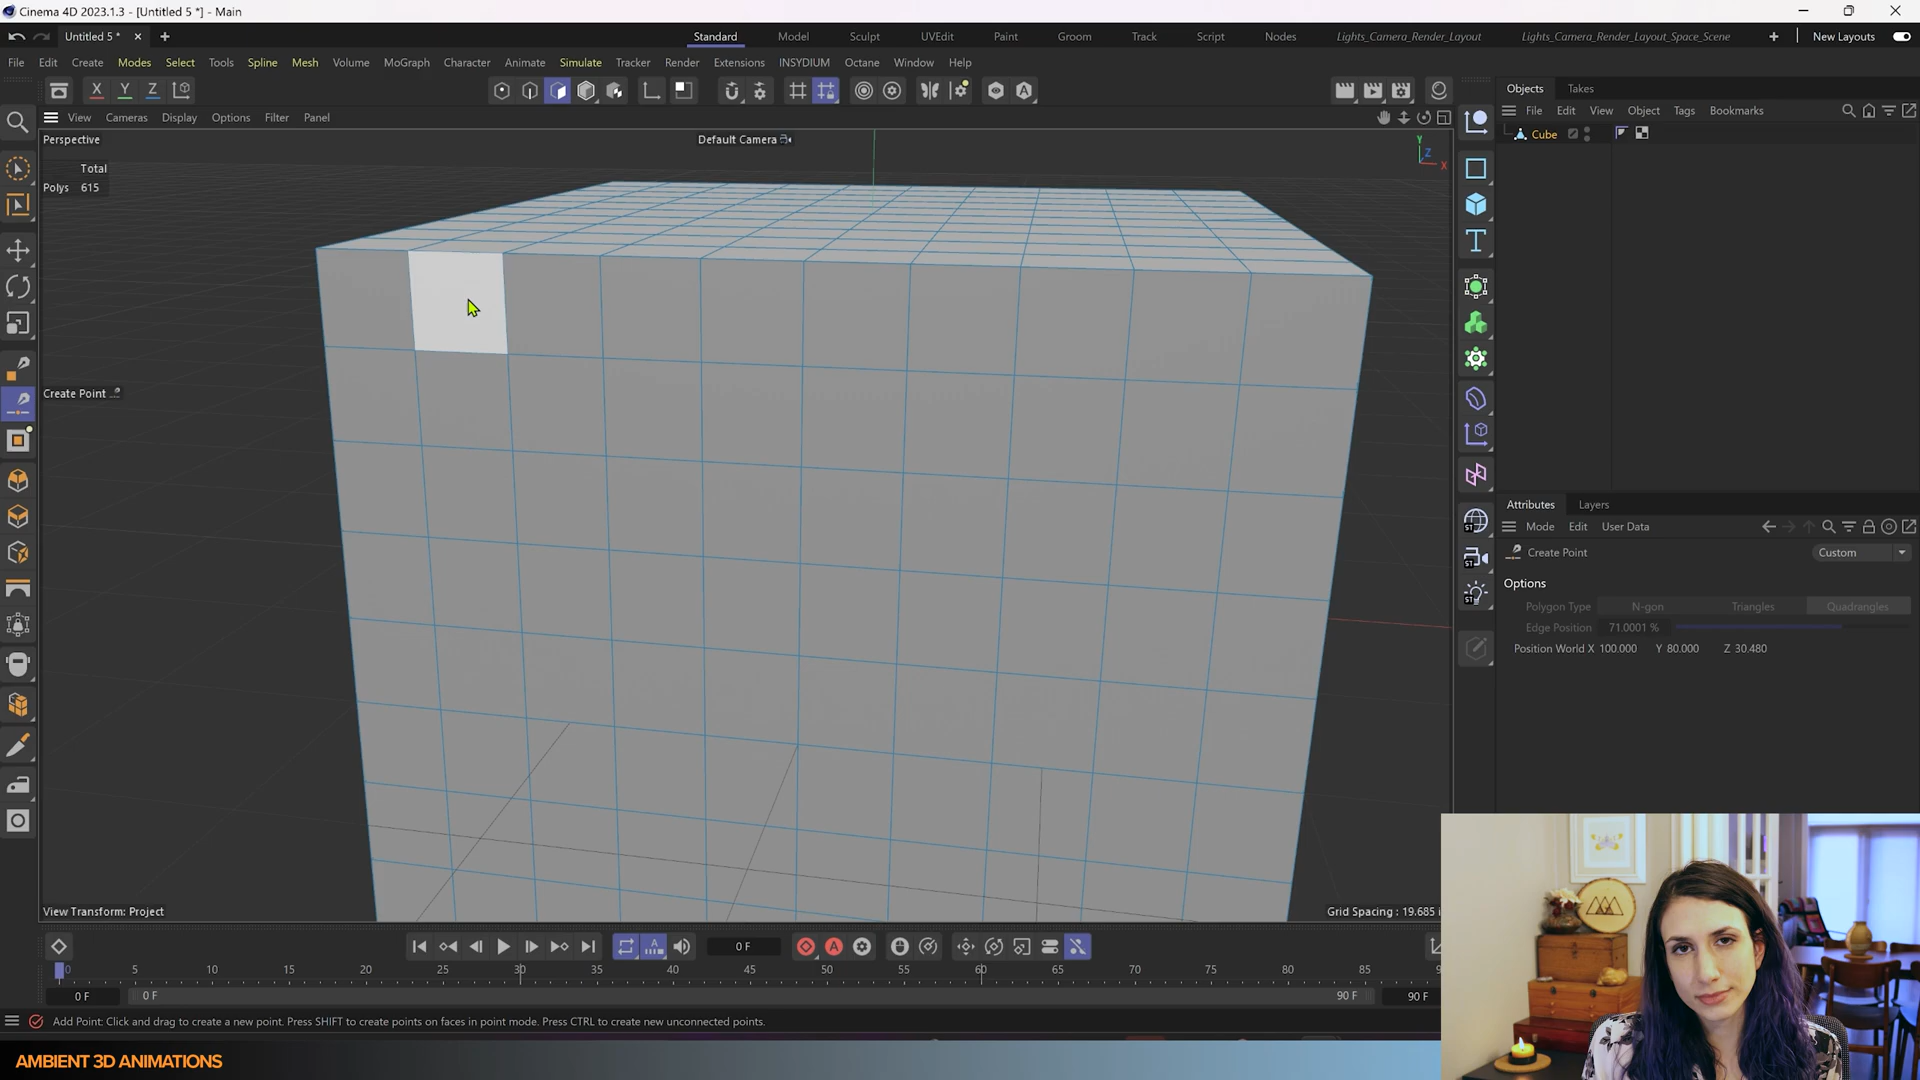 Cinema 4D 2023.1.3 - [Untitled 5 *] - Main
Untitled 5 *
Standard Model Sculpt UVEdit Paint Groom Track Script Nodes Lights_Camera_Render_Layout Lights_Camera_Render_Layout_Space_Scene New Layouts
File Edit Create Modes Select Tools Spline Mesh Volume MoGraph Character Animate Simulate Tracker Render Extensions INSYDIUM Octane Window Help
X Y Z
Objects Takes
File Edit View Object Tags Bookmarks
Cube
View Cameras Display Options Filter Panel
Perspective
Default Camera
Y
Z
X
Total
Polys 615
Create Point
Attributes Layers
Mode Edit User Data
Create Point
Custom
Options
Polygon Type N-gon Triangles Quadrangles
Edge Position 71.0001 %
Position World X 100.000 Y 80.000 Z 30.480
View Transform: Project
Grid Spacing : 19.685 i
0 F
0 5 10 15 20 25 30 35 40 45 50 55 60 65 70 75 80 85 9
0 F 0 F 90 F 90 F
Add Point: Click and drag to create a new point. Press SHIFT to create points on faces in point mode. Press CTRL to create new unconnected points.
AMBIENT 3D ANIMATIONS